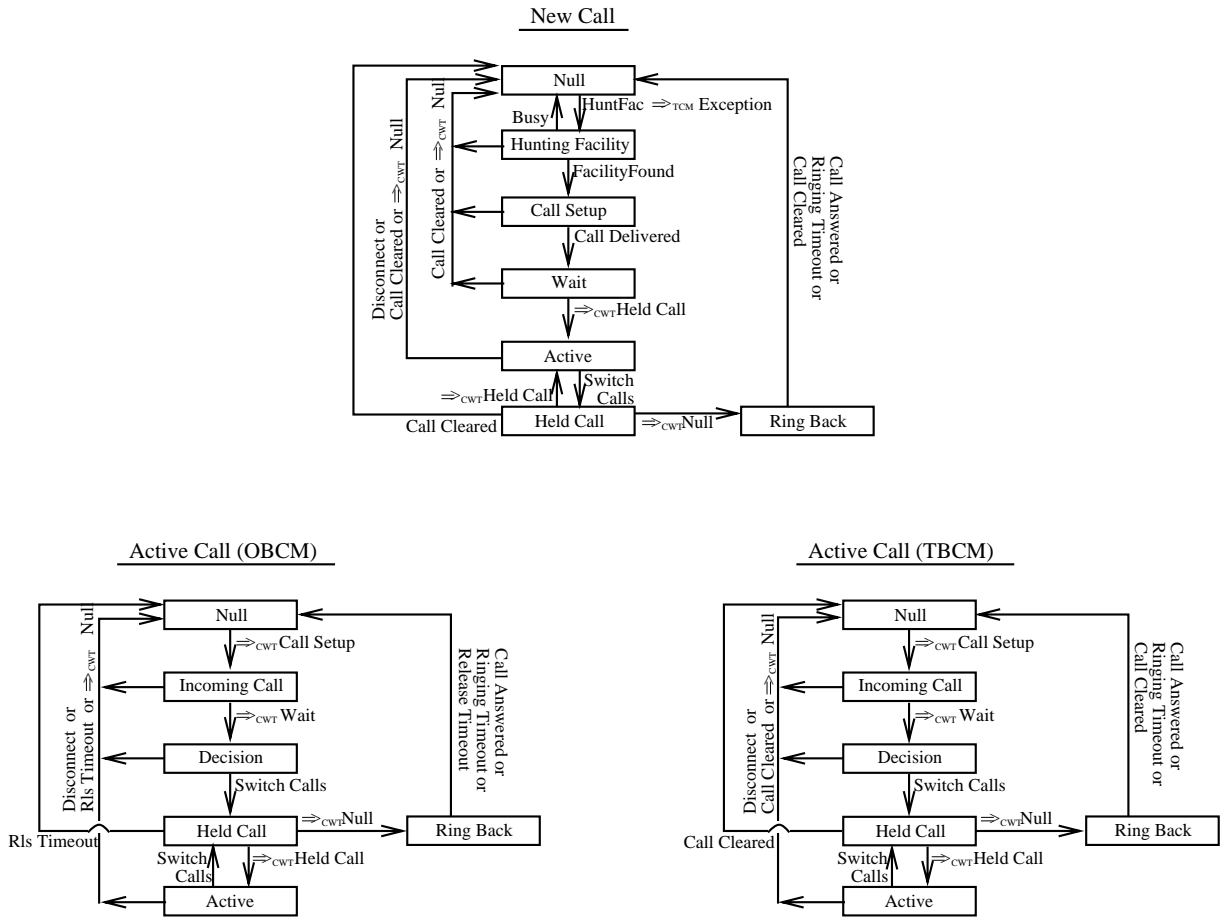 New Call
Null
HuntFac ⇒TCM Exception
Busy
Hunting Facility
FacilityFound
Call Setup
Call Delivered
Wait
⇒CWT Held Call
Active
⇒CWT Held Call
Switch
Calls
Held Call
Call Cleared
⇒CWT Null
Ring Back
Disconnect or
Call Cleared or ⇒CWT Null
Call Cleared or ⇒CWT Null
Call Answered or
Ringing Timeout or
Call Cleared
Active Call (OBCM)
Null
⇒CWT Call Setup
Incoming Call
⇒CWT Wait
Decision
Switch Calls
Held Call
⇒CWT Null
Ring Back
Rls Timeout
Switch
Calls
⇒CWT Held Call
Active
Disconnect or
Rls Timeout or ⇒CWT Null
Call Answered or
Ringing Timeout or
Release Timeout
Active Call (TBCM)
Null
⇒CWT Call Setup
Incoming Call
⇒CWT Wait
Decision
Switch Calls
Held Call
⇒CWT Null
Ring Back
Call Cleared
Switch
Calls
⇒CWT Held Call
Active
Disconnect or
Call Cleared or ⇒CWT Null
Call Answered or
Ringing Timeout or
Call Cleared